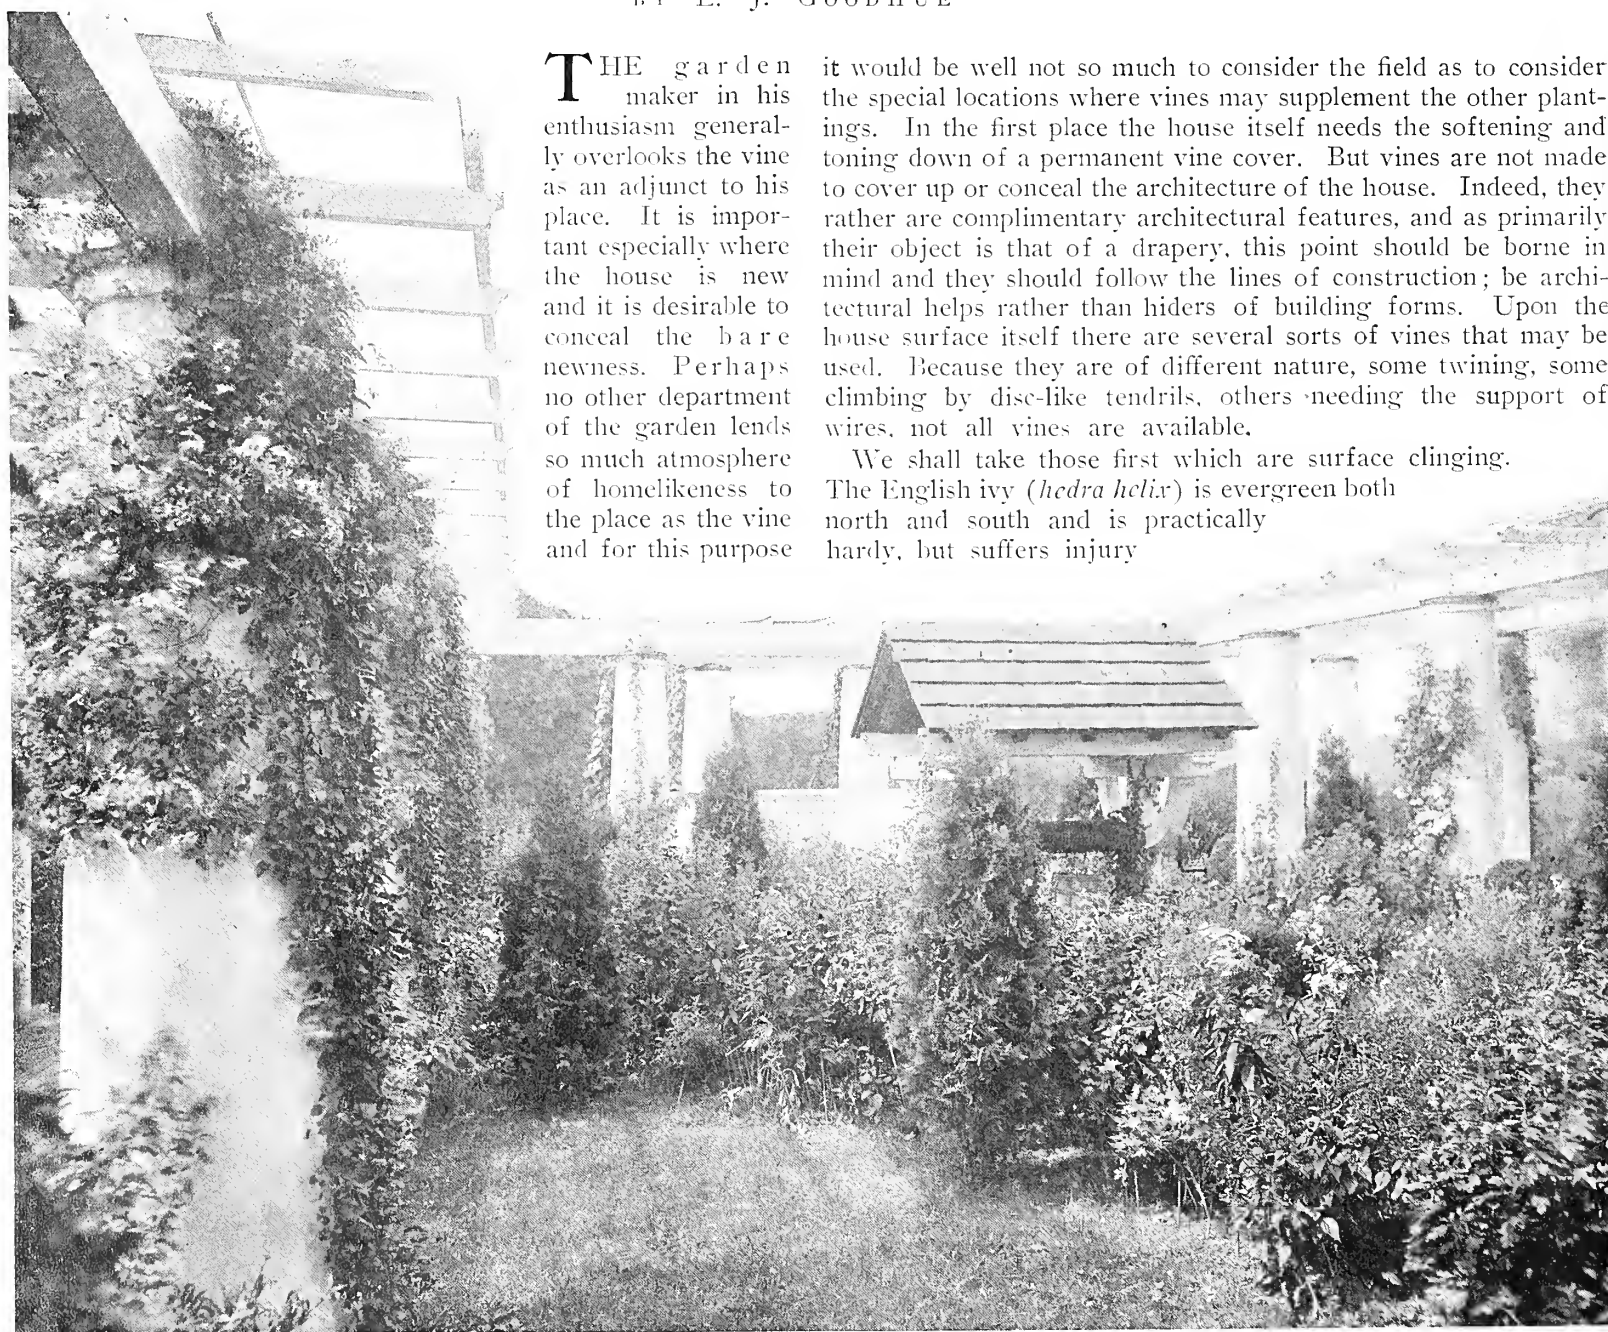 BY L. J. GOODHUE
THE garden
maker in his
enthusiasm general-
ly overlooks the vine
as an adjunct to his
place. It is impor-
tant especially where
the house is new
and it is desirable to
conceal the bare
newness. Perhaps
no other department
of the garden lends
so much atmosphere
of homelikeness to
the place as the vine
and for this purpose
it would be well not so much to consider the field as to consider
the special locations where vines may supplement the other plant-
ings. In the first place the house itself needs the softening and
toning down of a permanent vine cover. But vines are not made
to cover up or conceal the architecture of the house. Indeed, they
rather are complimentary architectural features, and as primarily
their object is that of a drapery, this point should be borne in
mind and they should follow the lines of construction; be archi-
tectural helps rather than hiders of building forms. Upon the
house surface itself there are several sorts of vines that may be
used. Because they are of different nature, some twining, some
climbing by disc-like tendrils, others needing the support of
wires, not all vines are available.
We shall take those first which are surface clinging.
The English ivy (hedra helix) is evergreen both
north and south and is practically
hardy, but suffers injury